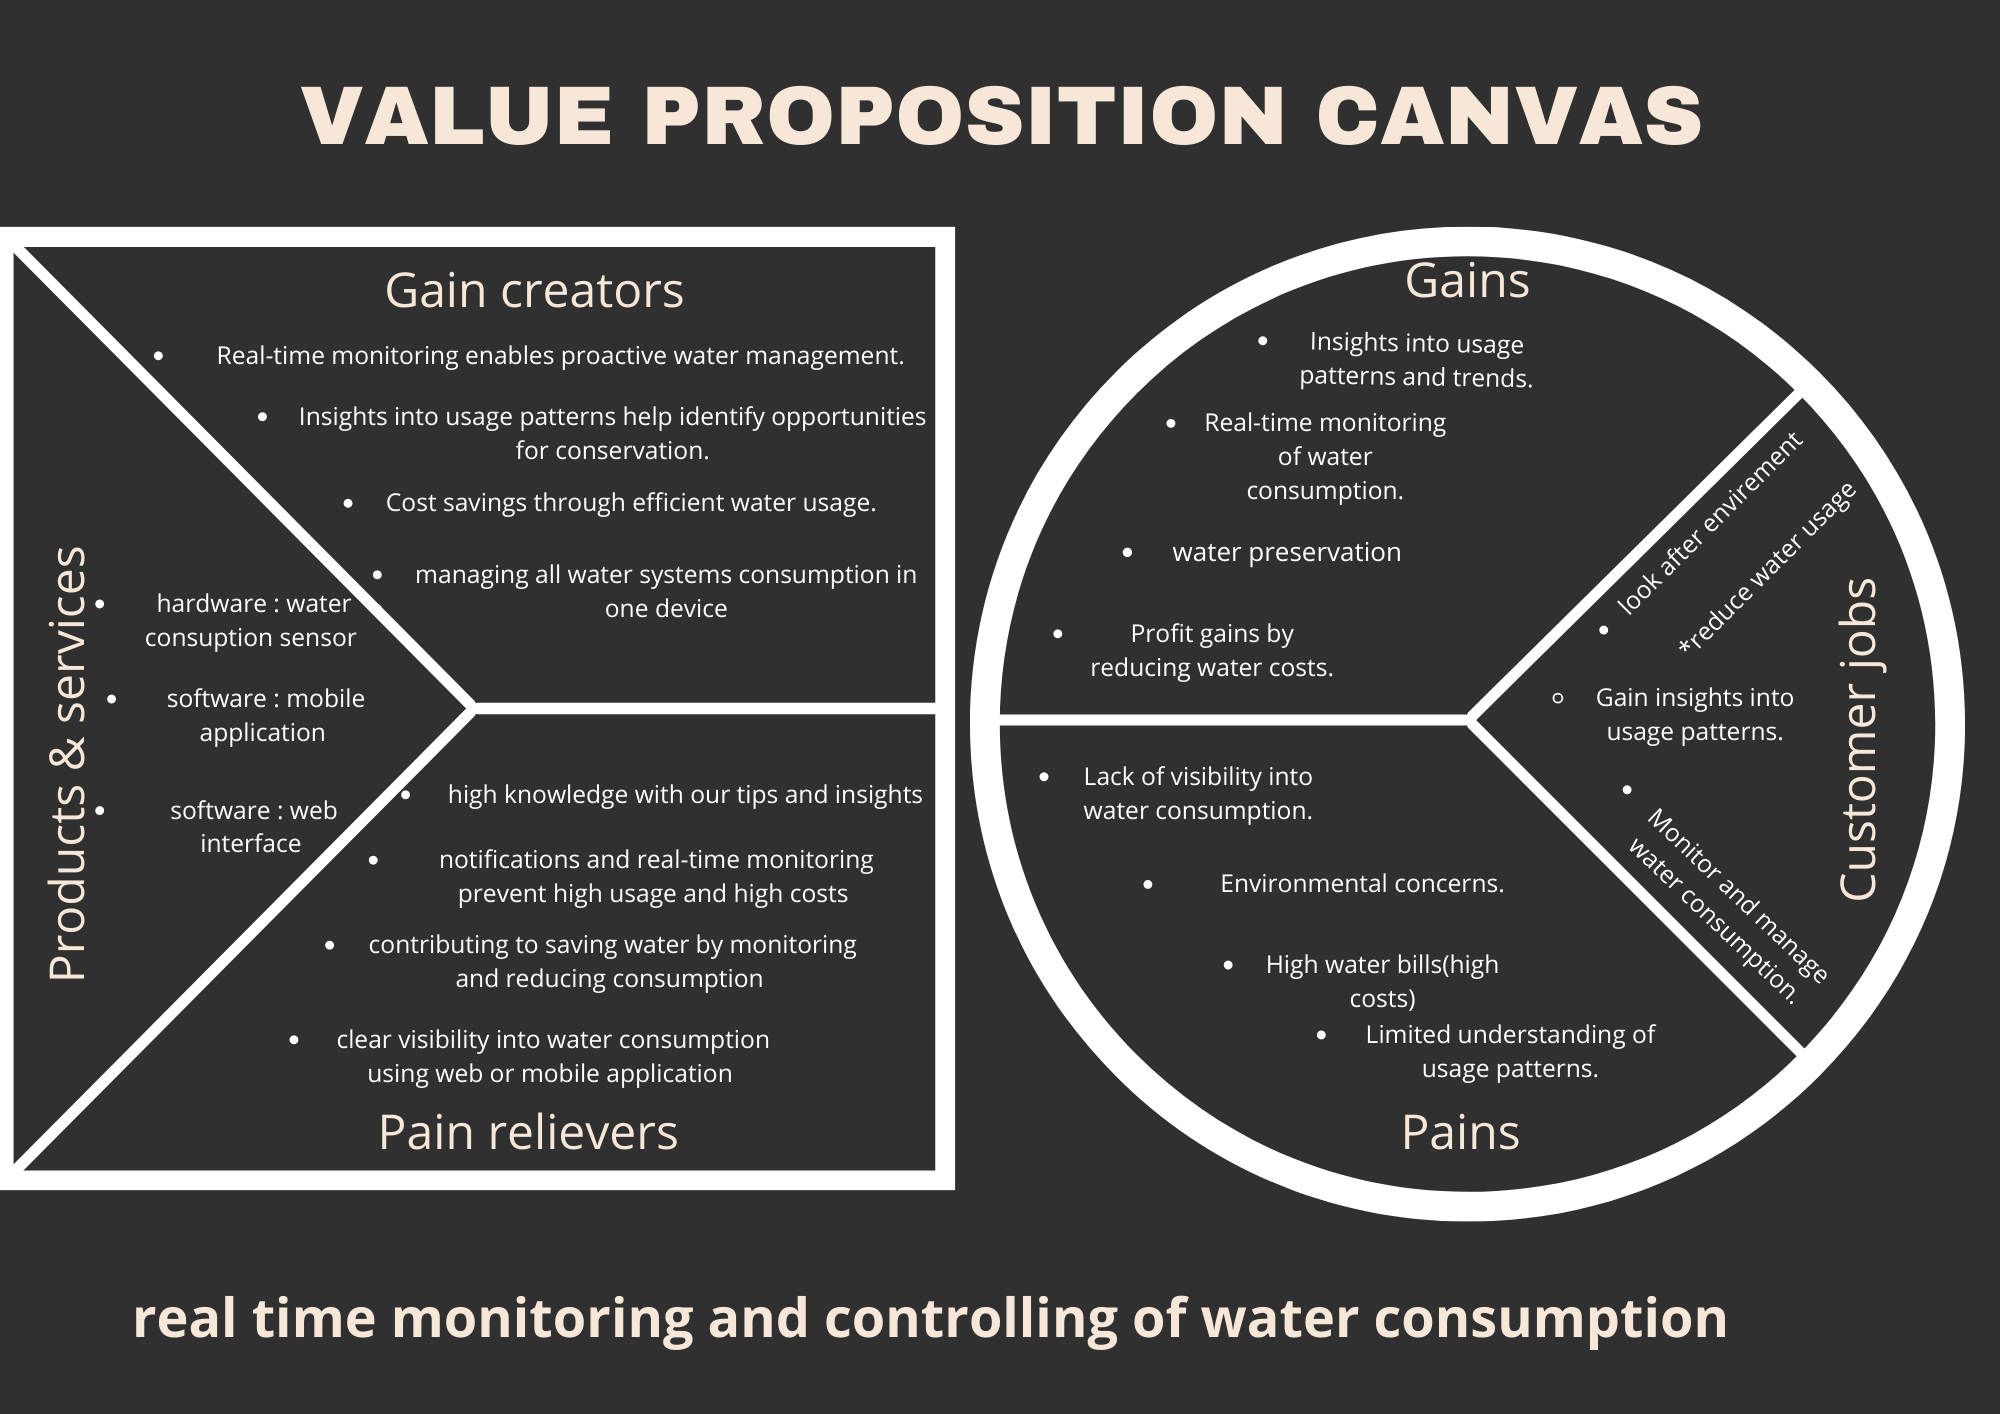 VALUE PROPOSITION CANVAS
Gain creators
• Real-time monitoring enables proactive water management.
• Insights into usage patterns help identify opportunities
for conservation.
• Cost savings through efficient water usage.
• managing all water systems consumption in
one device
Products & services
• hardware : water
consuption sensor
• software : mobile
application
• software : web
interface
• high knowledge with our tips and insights
• notifications and real-time monitoring
prevent high usage and high costs
• contributing to saving water by monitoring
and reducing consumption
• clear visibility into water consumption
using web or mobile application
Pain relievers
Gains
• Insights into usage
patterns and trends.
• Real-time monitoring
of water
consumption.
• water preservation
• Profit gains by
reducing water costs.
• look after envirement
*reduce water usage
◦ Gain insights into
usage patterns.
• Monitor and manage
water consumption.
Customer jobs
• Lack of visibility into
water consumption.
• Environmental concerns.
• High water bills(high
costs)
• Limited understanding of
usage patterns.
Pains
real time monitoring and controlling of water consumption